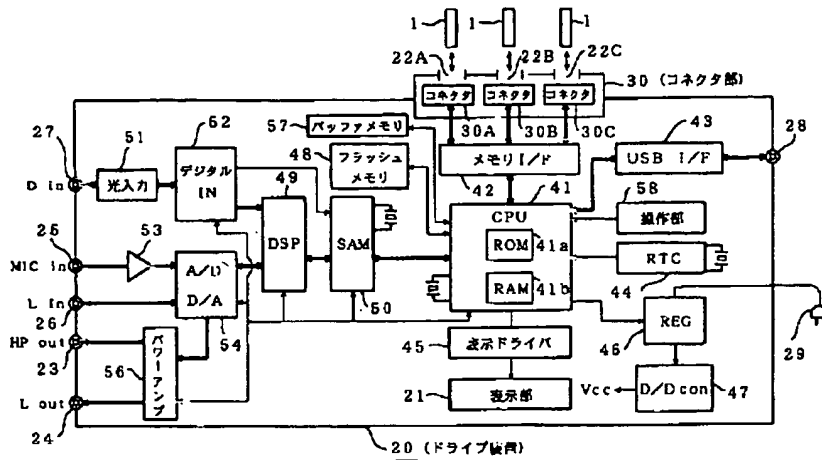 1 1 1
22A 22B 22C
30 (コネクタ部)
コネクタ コネクタ コネクタ
30A 30B 30C
27 51 52
57 バッファメモリ
48 フラッシュメモリ
メモリ I/F
42 41
43
USB I/F
28
D In
光入力
デジタル IN
49
DSP
SAM
50
CPU
ROM 41a
RAM 41b
58
操作部
RTC
44
25 53
MIC In
A/D
D/A
54
L In
26
HP out
23
56
パワーアンプ
L out
24
45
表示ドライバ
21
表示部
REG
46
29
Vcc
D/D con
47
20 (ドライブ装置)